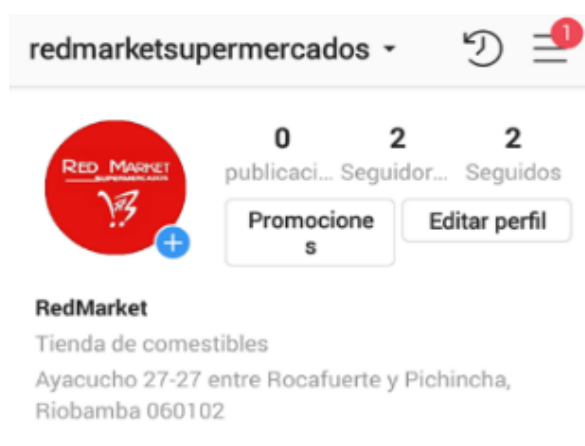 redmarketsupermercados
1
RED MARKET
SUPERMERCADOS
0 2 2
publicaci... Seguidor... Seguidos
Promocione
s
Editar perfil
RedMarket
Tienda de comestibles
Ayacucho 27-27 entre Rocafuerte y Pichincha,
Riobamba 060102